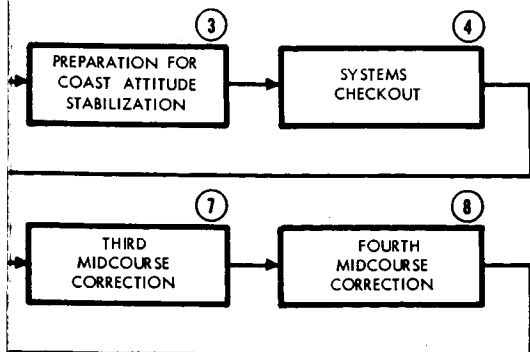 3
PREPARATION FOR
COAST ATTITUDE
STABILIZATION
4
SYSTEMS
CHECKOUT
7
THIRD
MIDCOURSE
CORRECTION
8
FOURTH
MIDCOURSE
CORRECTION